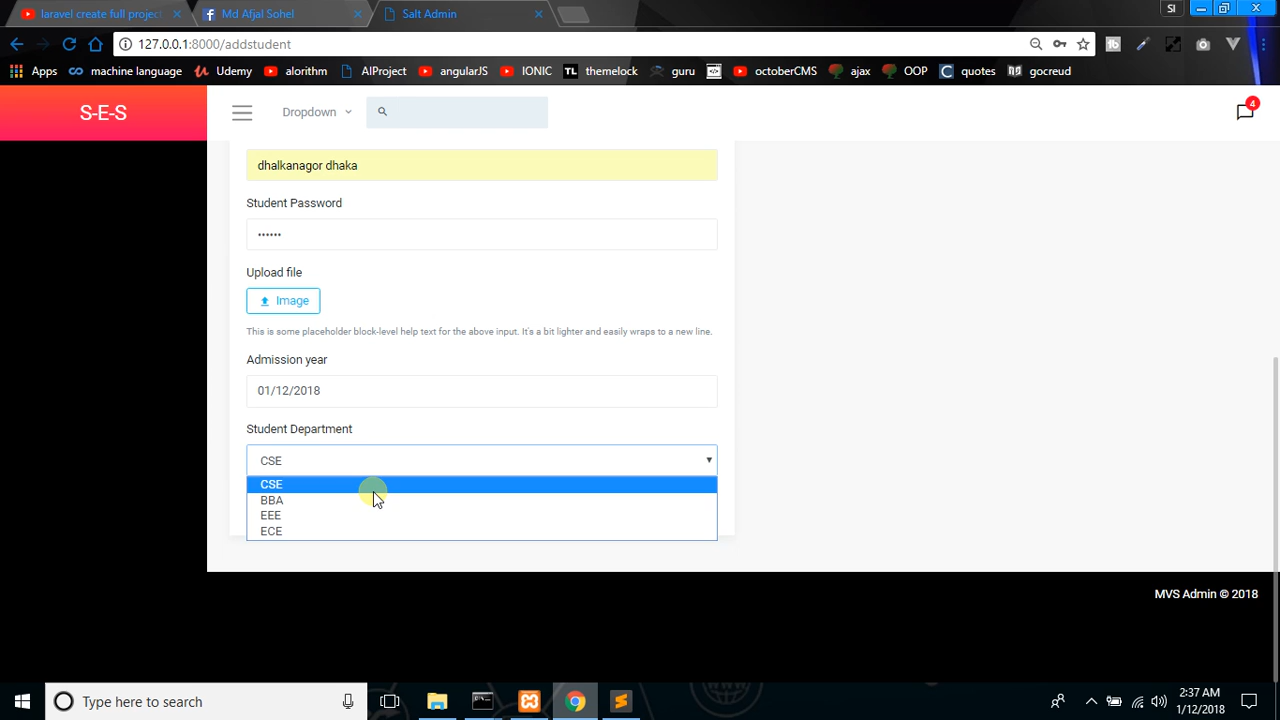 laravel create full project
Md Afjal Sohel
Salt Admin
SI
127.0.0.1:8000/addstudent
Apps
machine language
Udemy
alorithm
AIProject
angularJS
IONIC
TL
themelock
guru
octoberCMS
ajax
OOP
quotes
gocreud
S-E-S
Dropdown
4
dhalkanagor dhaka
Student Password
••••••
Upload file
Image
This is some placeholder block-level help text for the above input. It's a bit lighter and easily wraps to a new line.
Admission year
01/12/2018
Student Department
CSE
CSE
BBA
EEE
ECE
MVS Admin © 2018
Type here to search
2:37 AM
1/12/2018